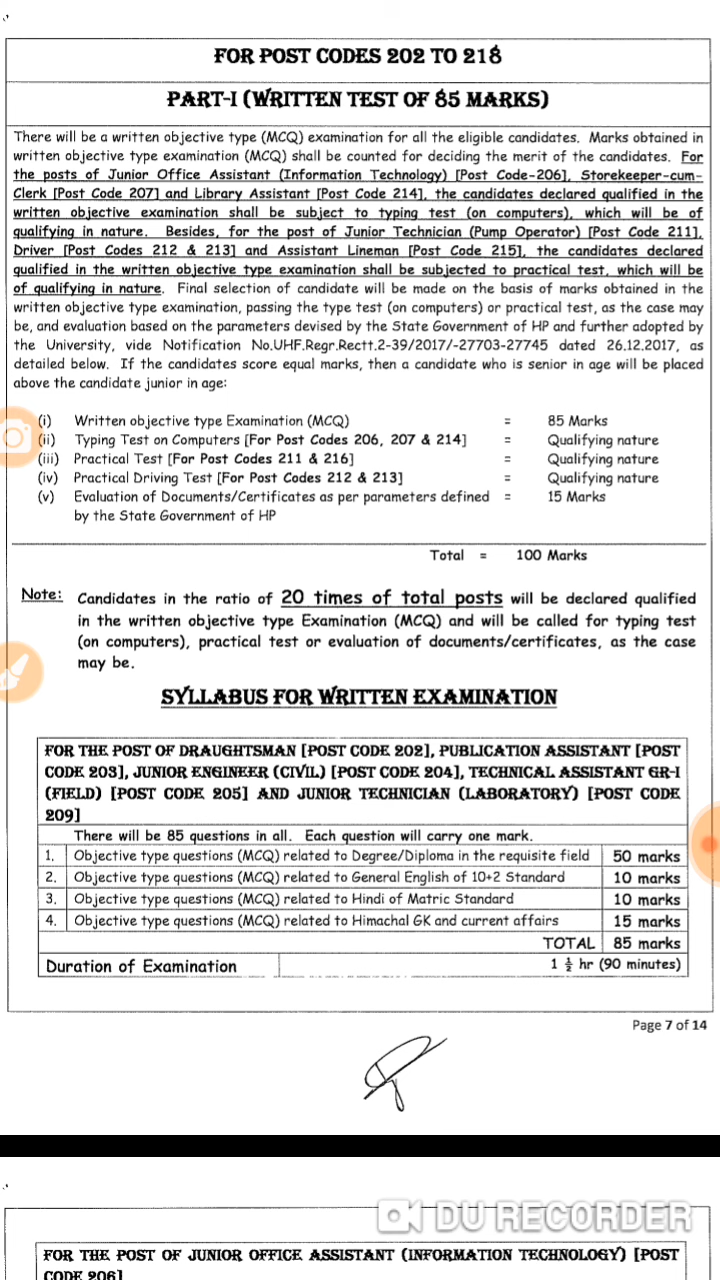 FOR POST CODES 202 TO 218
PART-I (WRITTEN TEST OF 85 MARKS)
There will be a written objective type (MCQ) examination for all the eligible candidates. Marks obtained in
written objective type examination (MCQ) shall be counted for deciding the merit of the candidates. For
the posts of Junior Office Assistant (Information Technology) [Post Code-206], Storekeeper-cum-
Clerk [Post Code 207] and Library Assistant [Post Code 214], the candidates declared qualified in the
written objective examination shall be subject to typing test (on computers), which will be of
qualifying in nature. Besides, for the post of Junior Technician (Pump Operator) [Post Code 211],
Driver [Post Codes 212 & 213] and Assistant Lineman [Post Code 215], the candidates declared
qualified in the written objective type examination shall be subjected to practical test, which will be
of qualifying in nature. Final selection of candidate will be made on the basis of marks obtained in the
written objective type examination, passing the type test (on computers) or practical test, as the case may
be, and evaluation based on the parameters devised by the State Government of HP and further adopted by
the University, vide Notification No.UHF.Regr.Rectt.2-39/2017/-27703-27745 dated 26.12.2017, as
detailed below. If the candidates score equal marks, then a candidate who is senior in age will be placed
above the candidate junior in age:
(i) Written objective type Examination (MCQ) = 85 Marks
(ii) Typing Test on Computers [For Post Codes 206, 207 & 214] = Qualifying nature
(iii) Practical Test [For Post Codes 211 & 216] = Qualifying nature
(iv) Practical Driving Test [For Post Codes 212 & 213] = Qualifying nature
(v) Evaluation of Documents/Certificates as per parameters defined = 15 Marks
by the State Government of HP
Total = 100 Marks
Note: Candidates in the ratio of 20 times of total posts will be declared qualified
in the written objective type Examination (MCQ) and will be called for typing test
(on computers), practical test or evaluation of documents/certificates, as the case
may be.
SYLLABUS FOR WRITTEN EXAMINATION
FOR THE POST OF DRAUGHTSMAN [POST CODE 202], PUBLICATION ASSISTANT [POST
CODE 203], JUNIOR ENGINEER (CIVIL) [POST CODE 204], TECHNICAL ASSISTANT GR-I
(FIELD) [POST CODE 205] AND JUNIOR TECHNICIAN (LABORATORY) [POST CODE
209]
There will be 85 questions in all. Each question will carry one mark.
1. Objective type questions (MCQ) related to Degree/Diploma in the requisite field 50 marks
2. Objective type questions (MCQ) related to General English of 10+2 Standard 10 marks
3. Objective type questions (MCQ) related to Hindi of Matric Standard 10 marks
4. Objective type questions (MCQ) related to Himachal GK and current affairs 15 marks
TOTAL 85 marks
Duration of Examination 1 ½ hr (90 minutes)
Page 7 of 14
DU RECORDER
FOR THE POST OF JUNIOR OFFICE ASSISTANT (INFORMATION TECHNOLOGY) [POST
CODE 206]